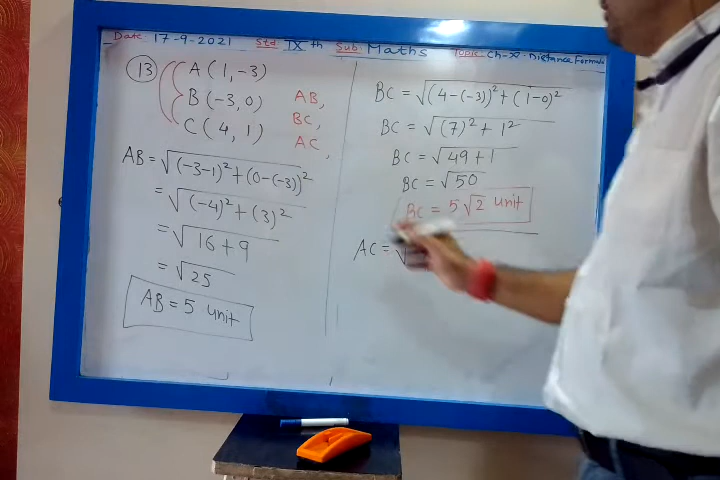 Date 17-9-2021 Std IXth Sub: Maths Topic Ch-XV-Distance Formula
13 A (1, -3)
B (-3, 0)
C (4, 1)
AB,
BC,
AC,
AB = √(-3-1)² + (0-(-3))²
= √(-4)² + (3)²
= √16 + 9
= √25
AB = 5 unit
BC = √(4-(-3))² + (1-0)²
BC = √(7)² + 1²
BC = √49 + 1
BC = √50
BC = 5√2 unit
AC = √